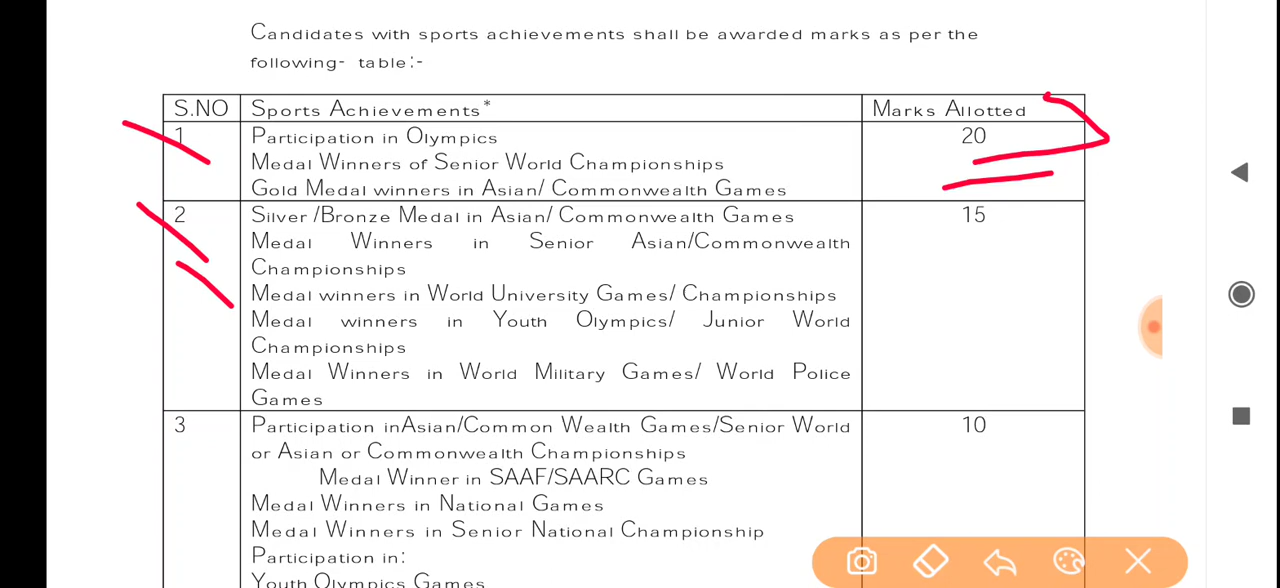 Candidates with sports achievements shall be awarded marks as per the
following- table:-
S.NO Sports Achievements* Marks Allotted
1 Participation in Olympics 20
Medal Winners of Senior World Championships
Gold Medal winners in Asian/ Commonwealth Games
2 Silver /Bronze Medal in Asian/ Commonwealth Games 15
Medal Winners in Senior Asian/Commonwealth
Championships
Medal winners in World University Games/ Championships
Medal winners in Youth Olympics/ Junior World
Championships
Medal Winners in World Military Games/ World Police
Games
3 Participation inAsian/Common Wealth Games/Senior World 10
or Asian or Commonwealth Championships
Medal Winner in SAAF/SAARC Games
Medal Winners in National Games
Medal Winners in Senior National Championship
Participation in:
Youth Olympics Games